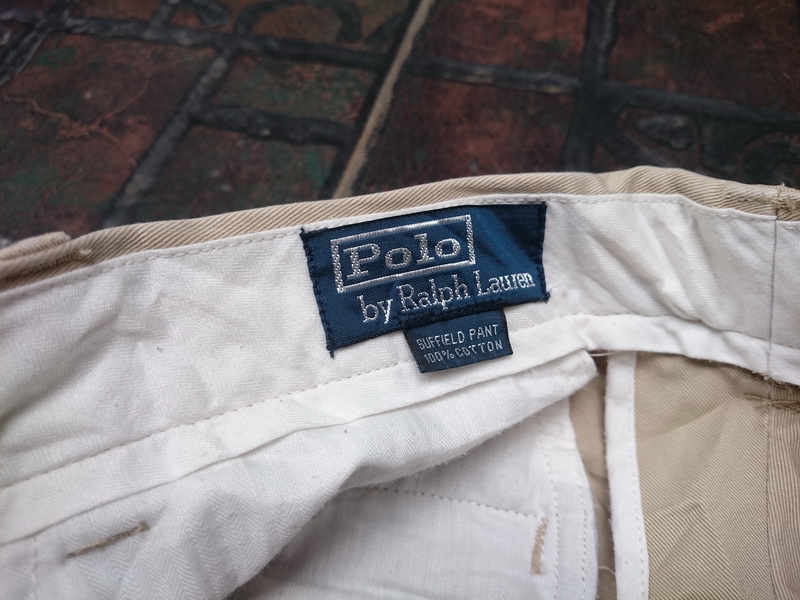 Polo
by Ralph Lauren
SUFFIELD PANT
100% COTTON